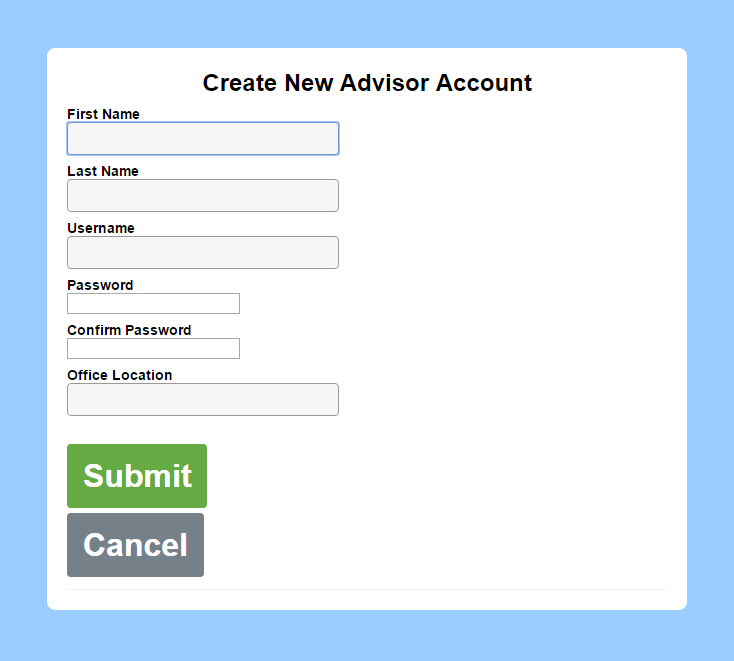 Create New Advisor Account
First Name
Last Name
Username
Password
Confirm Password
Office Location
Submit
Cancel